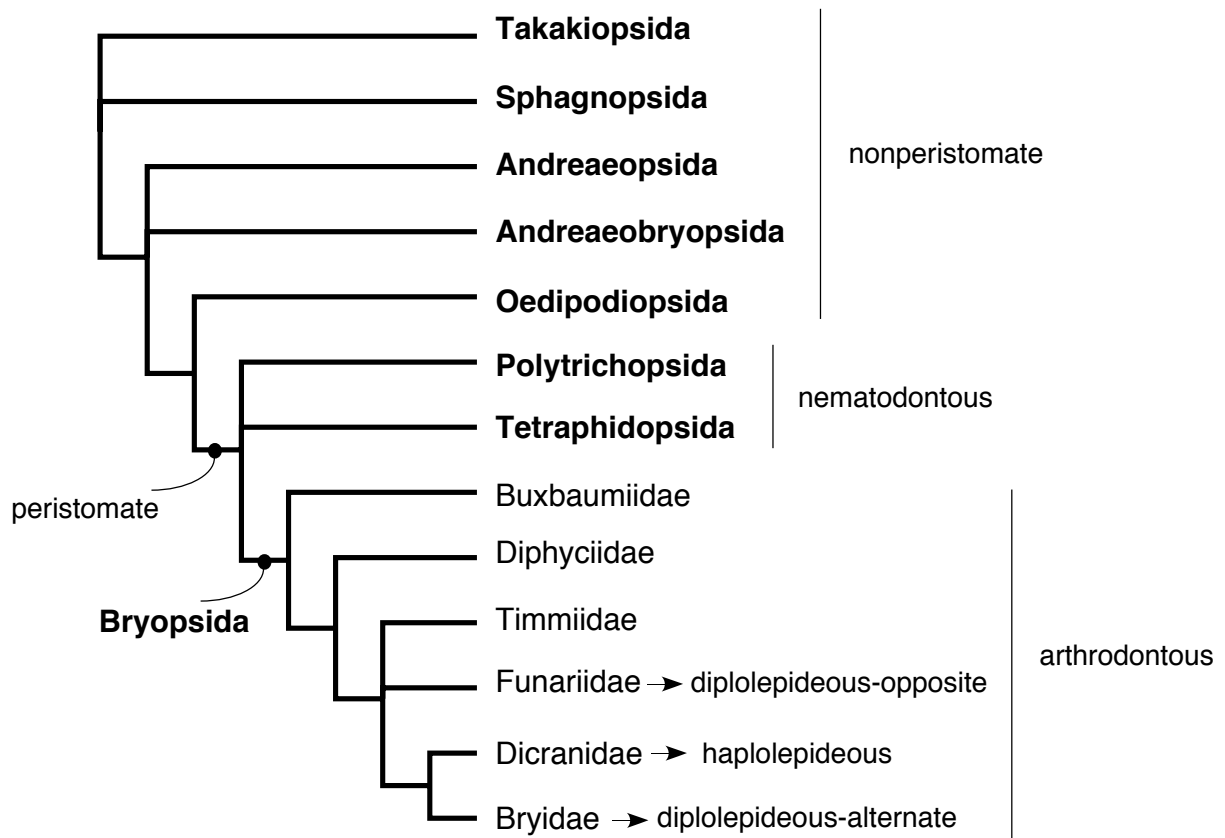 Takakiopsida
Sphagnopsida
nonperistomate
Andreaeopsida
Andreaeobryopsida
Oedipodiopsida
Polytrichopsida
nematodontous
Tetraphidopsida
peristomate
Buxbaumiidae
Diphyciidae
Bryopsida
Timmiidae
arthrodontous
Funariidae → diplolepideous-opposite
Dicranidae → haplolepideous
Bryidae → diplolepideous-alternate